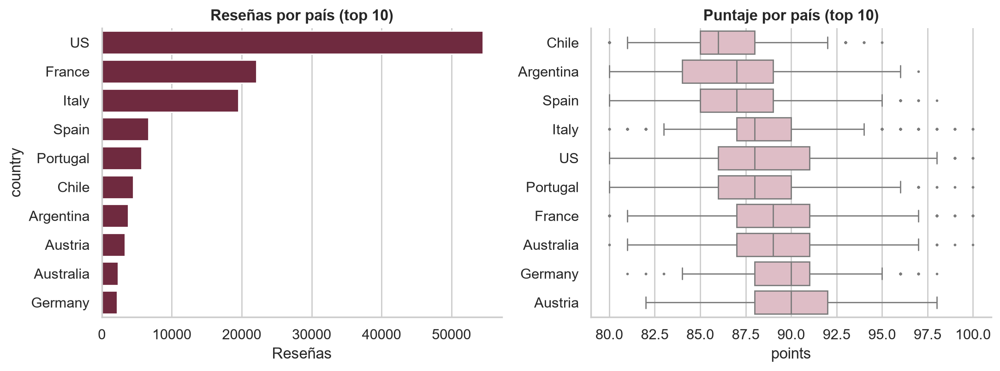 Reseñas por país (top 10)
country
US
France
Italy
Spain
Portugal
Chile
Argentina
Austria
Australia
Germany
0 10000 20000 30000 40000 50000
Reseñas
Puntaje por país (top 10)
Chile
Argentina
Spain
Italy
US
Portugal
France
Australia
Germany
Austria
80.0 82.5 85.0 87.5 90.0 92.5 95.0 97.5 100.0
points